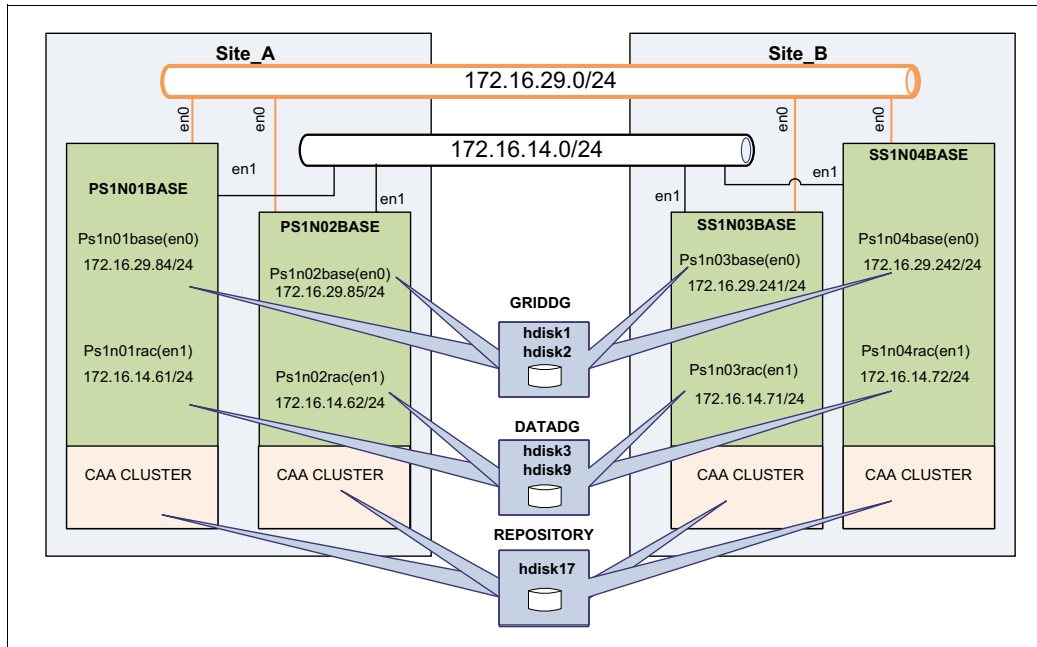 Site_A
Site_B
172.16.29.0/24
en0
en0
en0
en0
172.16.14.0/24
en1
en1
en1
en1
PS1N01BASE
Ps1n01base(en0)
172.16.29.84/24
Ps1n01rac(en1)
172.16.14.61/24
CAA CLUSTER
PS1N02BASE
Ps1n02base(en0)
172.16.29.85/24
Ps1n02rac(en1)
172.16.14.62/24
CAA CLUSTER
GRIDDG
hdisk1
hdisk2
DATADG
hdisk3
hdisk9
REPOSITORY
hdisk17
SS1N03BASE
Ps1n03base(en0)
172.16.29.241/24
Ps1n03rac(en1)
172.16.14.71/24
CAA CLUSTER
SS1N04BASE
Ps1n04base(en0)
172.16.29.242/24
Ps1n04rac(en1)
172.16.14.72/24
CAA CLUSTER